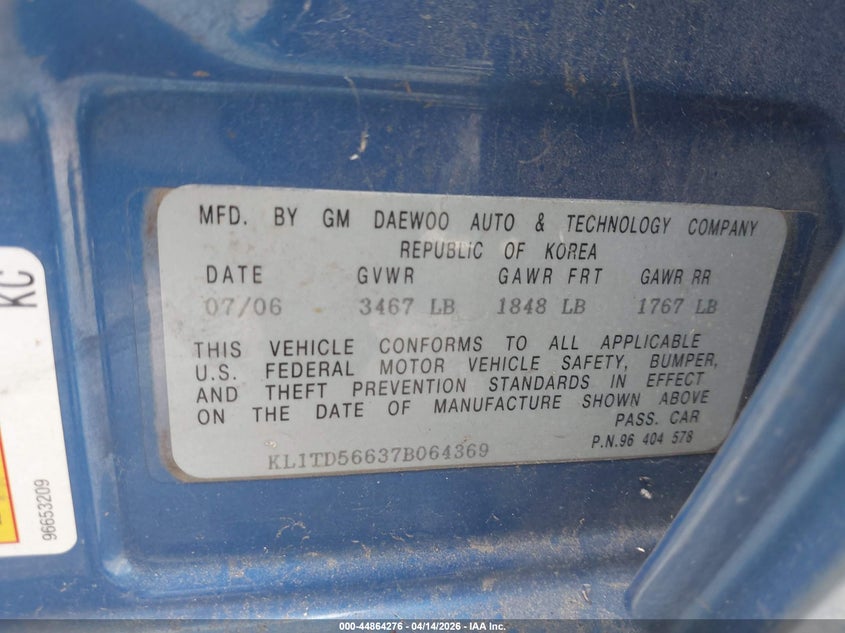 MFD. BY GM DAEWOO AUTO & TECHNOLOGY COMPANY
REPUBLIC OF KOREA
DATE GVWR GAWR FRT GAWR RR
07/06 3467 LB 1848 LB 1767 LB
THIS VEHICLE CONFORMS TO ALL APPLICABLE
U.S. FEDERAL MOTOR VEHICLE SAFETY, BUMPER,
AND THEFT PREVENTION STANDARDS IN EFFECT
ON THE DATE OF MANUFACTURE SHOWN ABOVE
PASS. CAR
P.N.96 404 578
KL1TD56637B064369
KC
96653209
000-44864276 - 04/14/2026 - IAA Inc.